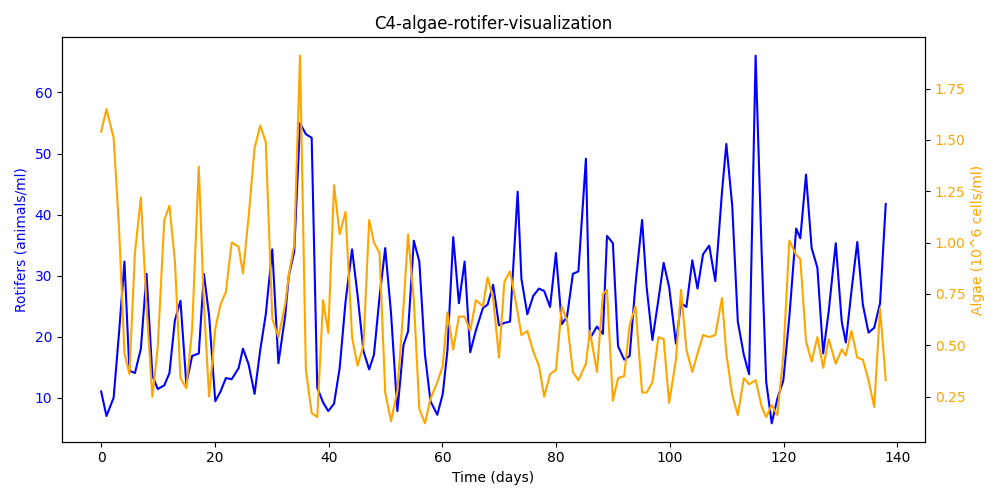 C4-algae-rotifer-visualization
Rotifers (animals/ml)
60
50
40
30
20
10
1.75
1.50
1.25
1.00
0.75
0.50
0.25
Algae (10^6 cells/ml)
0 20 40 60 80 100 120 140
Time (days)